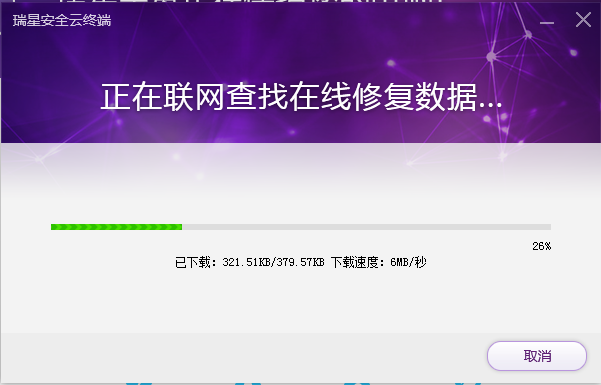 瑞星安全云终端
正在联网查找在线修复数据...
26%
已下载：321.51KB/379.57KB 下载速度：6MB/秒
取消